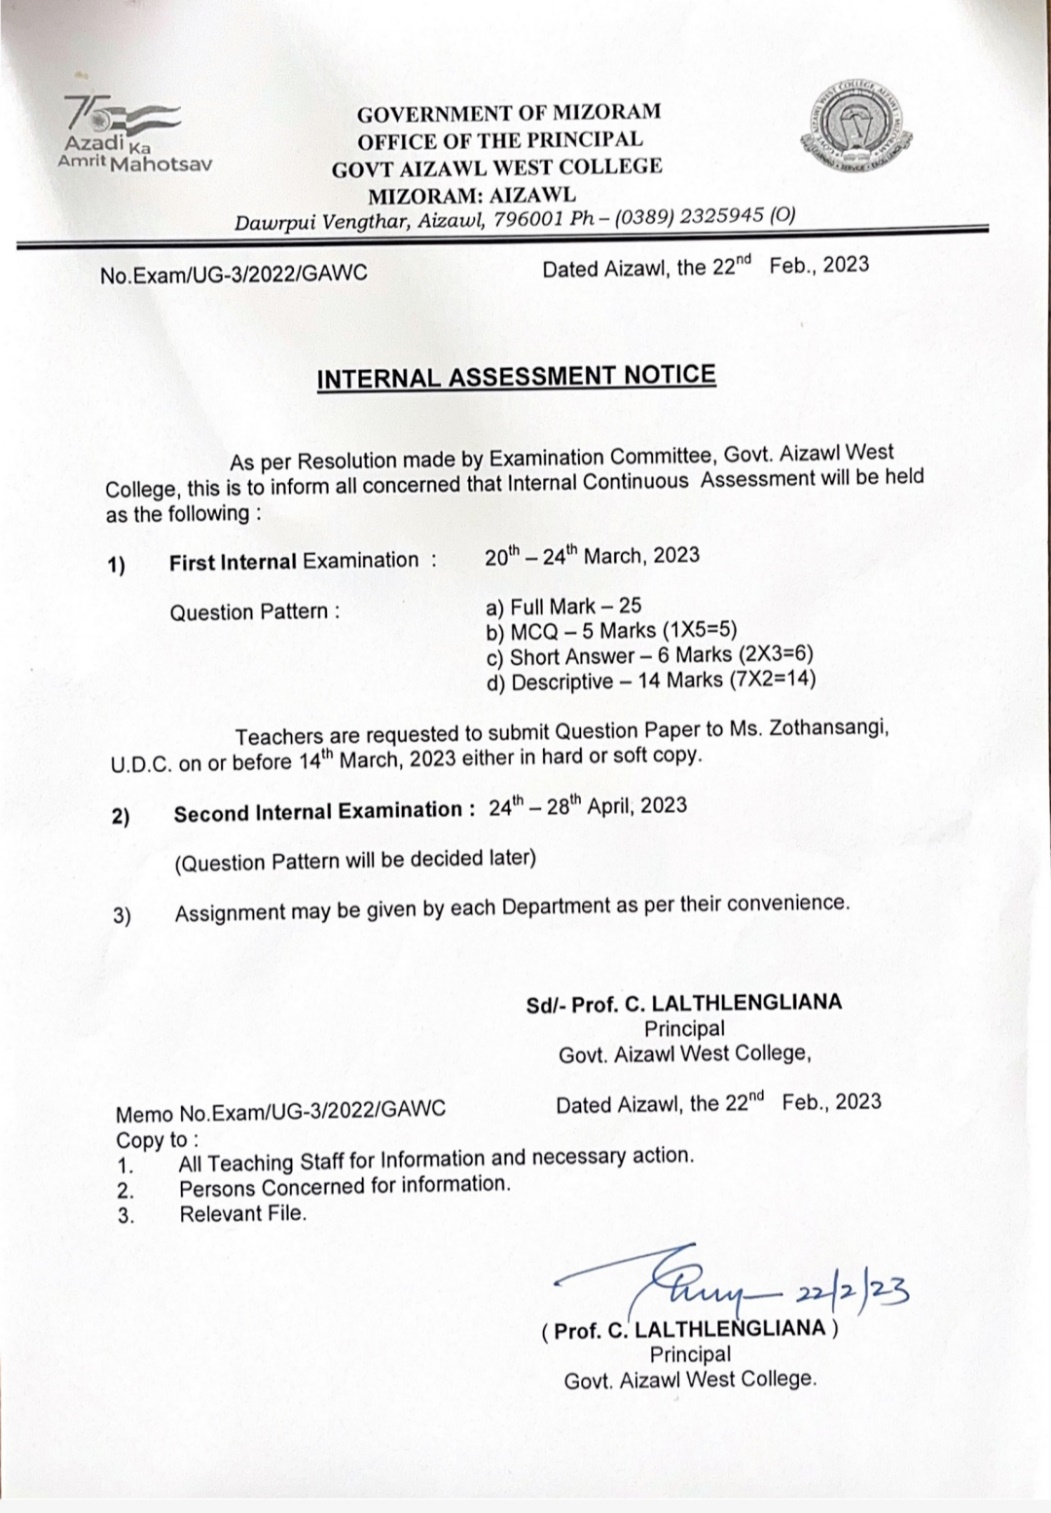 75
Azadi Ka
Amrit Mahotsav
GOVERNMENT OF MIZORAM
OFFICE OF THE PRINCIPAL
GOVT AIZAWL WEST COLLEGE
MIZORAM: AIZAWL
Dawrpui Vengthar, Aizawl, 796001 Ph – (0389) 2325945 (O)
No.Exam/UG-3/2022/GAWC Dated Aizawl, the 22nd Feb., 2023
INTERNAL ASSESSMENT NOTICE
As per Resolution made by Examination Committee, Govt. Aizawl West
College, this is to inform all concerned that Internal Continuous Assessment will be held
as the following :
1) First Internal Examination : 20th – 24th March, 2023
Question Pattern : a) Full Mark – 25
b) MCQ – 5 Marks (1X5=5)
c) Short Answer – 6 Marks (2X3=6)
d) Descriptive – 14 Marks (7X2=14)
Teachers are requested to submit Question Paper to Ms. Zothansangi,
U.D.C. on or before 14th March, 2023 either in hard or soft copy.
2) Second Internal Examination : 24th – 28th April, 2023
(Question Pattern will be decided later)
3) Assignment may be given by each Department as per their convenience.
Sd/- Prof. C. LALTHLENGLIANA
Principal
Govt. Aizawl West College,
Memo No.Exam/UG-3/2022/GAWC Dated Aizawl, the 22nd Feb., 2023
Copy to :
1. All Teaching Staff for Information and necessary action.
2. Persons Concerned for information.
3. Relevant File.
22/2/23
( Prof. C. LALTHLENGLIANA )
Principal
Govt. Aizawl West College.